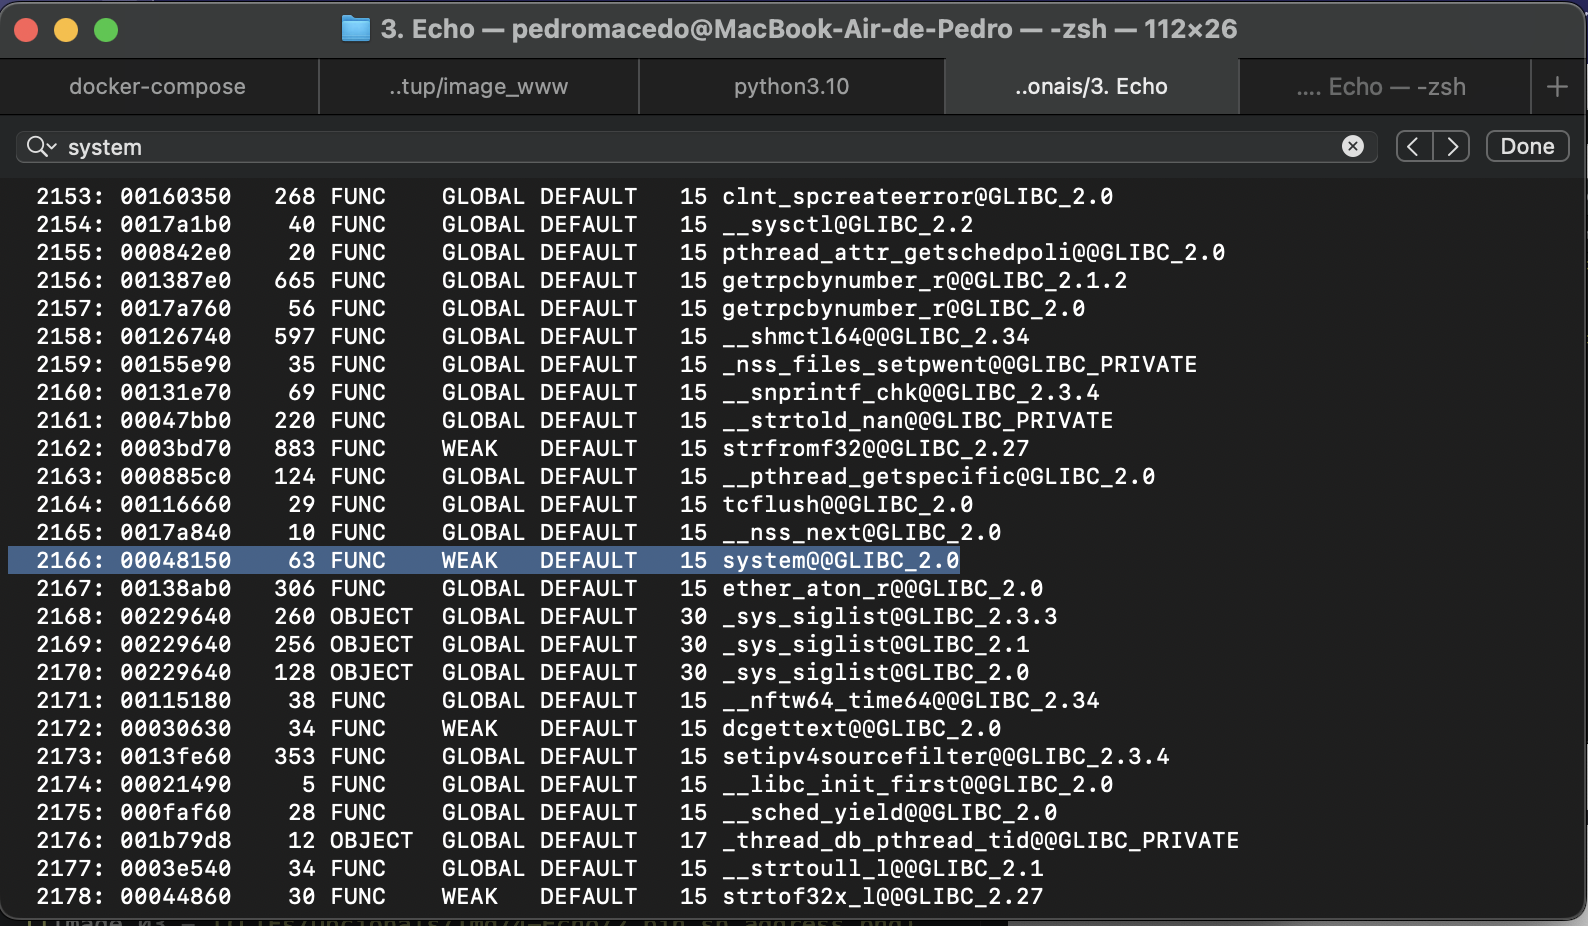 3. Echo — pedromacedo@MacBook-Air-de-Pedro — -zsh — 112×26
docker-compose ..tup/image_www python3.10 ..onais/3. Echo .... Echo — -zsh +
system Done
2153: 00160350 268 FUNC GLOBAL DEFAULT 15 clnt_spcreateerror@GLIBC_2.0
2154: 0017a1b0 40 FUNC GLOBAL DEFAULT 15 __sysctl@GLIBC_2.2
2155: 000842e0 20 FUNC GLOBAL DEFAULT 15 pthread_attr_getschedpoli@@GLIBC_2.0
2156: 001387e0 665 FUNC GLOBAL DEFAULT 15 getrpcbynumber_r@@GLIBC_2.1.2
2157: 0017a760 56 FUNC GLOBAL DEFAULT 15 getrpcbynumber_r@GLIBC_2.0
2158: 00126740 597 FUNC GLOBAL DEFAULT 15 __shmctl64@@GLIBC_2.34
2159: 00155e90 35 FUNC GLOBAL DEFAULT 15 _nss_files_setpwent@@GLIBC_PRIVATE
2160: 00131e70 69 FUNC GLOBAL DEFAULT 15 __snprintf_chk@@GLIBC_2.3.4
2161: 00047bb0 220 FUNC GLOBAL DEFAULT 15 __strtold_nan@@GLIBC_PRIVATE
2162: 0003bd70 883 FUNC WEAK DEFAULT 15 strfromf32@@GLIBC_2.27
2163: 000885c0 124 FUNC GLOBAL DEFAULT 15 __pthread_getspecific@GLIBC_2.0
2164: 00116660 29 FUNC GLOBAL DEFAULT 15 tcflush@@GLIBC_2.0
2165: 0017a840 10 FUNC GLOBAL DEFAULT 15 __nss_next@GLIBC_2.0
2166: 00048150 63 FUNC WEAK DEFAULT 15 system@@GLIBC_2.0
2167: 00138ab0 306 FUNC GLOBAL DEFAULT 15 ether_aton_r@@GLIBC_2.0
2168: 00229640 260 OBJECT GLOBAL DEFAULT 30 _sys_siglist@GLIBC_2.3.3
2169: 00229640 256 OBJECT GLOBAL DEFAULT 30 _sys_siglist@GLIBC_2.1
2170: 00229640 128 OBJECT GLOBAL DEFAULT 30 _sys_siglist@GLIBC_2.0
2171: 00115180 38 FUNC GLOBAL DEFAULT 15 __nftw64_time64@@GLIBC_2.34
2172: 00030630 34 FUNC WEAK DEFAULT 15 dcgettext@@GLIBC_2.0
2173: 0013fe60 353 FUNC GLOBAL DEFAULT 15 setipv4sourcefilter@@GLIBC_2.3.4
2174: 00021490 5 FUNC GLOBAL DEFAULT 15 __libc_init_first@@GLIBC_2.0
2175: 000faf60 28 FUNC GLOBAL DEFAULT 15 __sched_yield@@GLIBC_2.0
2176: 001b79d8 12 OBJECT GLOBAL DEFAULT 17 _thread_db_pthread_tid@@GLIBC_PRIVATE
2177: 0003e540 34 FUNC GLOBAL DEFAULT 15 __strtoull_l@@GLIBC_2.1
2178: 00044860 30 FUNC WEAK DEFAULT 15 strtof32x_l@@GLIBC_2.27